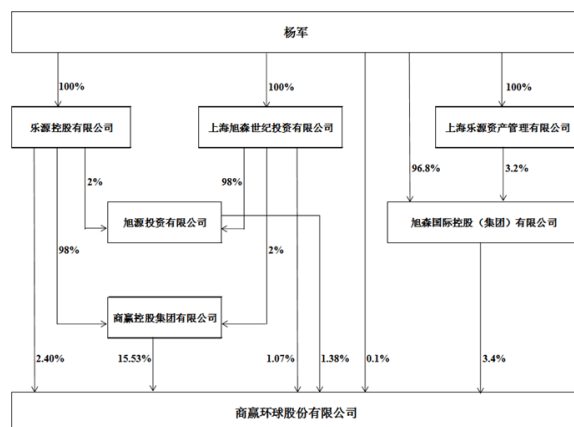 杨军
100%
100%
100%
乐源控股有限公司
上海旭森世纪投资有限公司
上海乐源资产管理有限公司
2%
98%
96.8%
3.2%
旭源投资有限公司
旭森国际控股（集团）有限公司
98%
2%
商赢控股集团有限公司
2.40%
15.53%
1.07%
1.38%
0.1%
3.4%
商赢环球股份有限公司